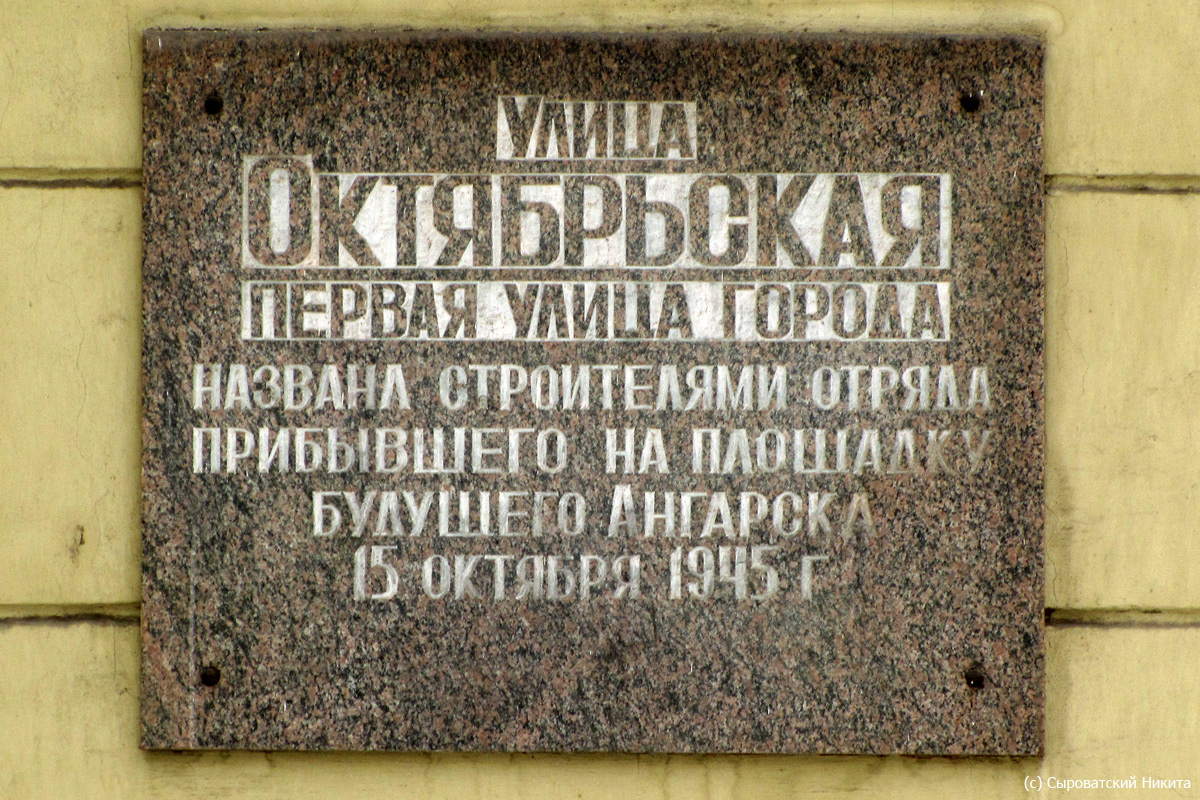 Улица
Октябрьская
первая улица города
названа строителями отряда
прибывшего на площадку
будущего Ангарска
15 октября 1945 г
(c) Сыроватский Никита